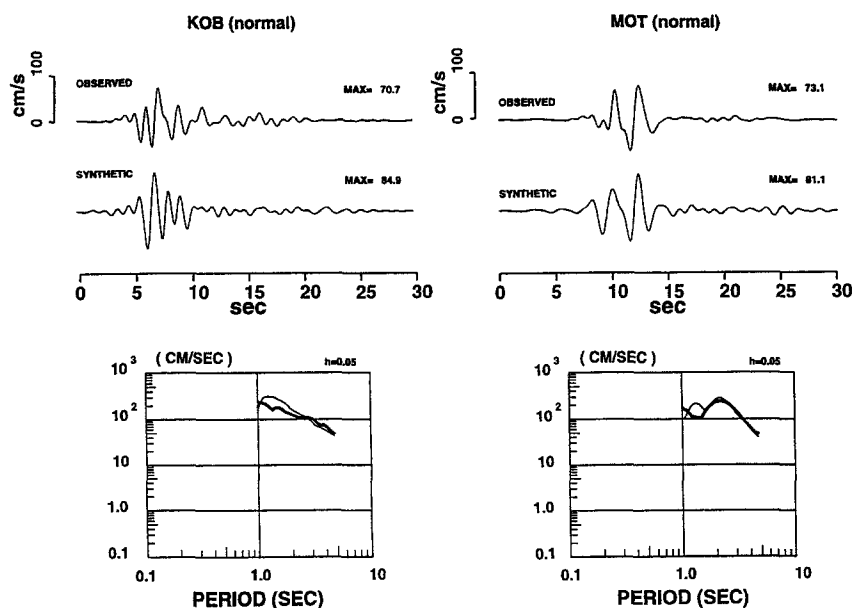 KOB (normal)
100
0
cm/s
OBSERVED
MAX= 70.7
SYNTHETIC
MAX= 84.9
0 5 10 15 20 25 30
sec
MOT (normal)
100
0
cm/s
OBSERVED
MAX= 73.1
SYNTHETIC
MAX= 81.1
0 5 10 15 20 25 30
sec
( CM/SEC )
h=0.05
10³
10²
10
1.0
0.1
0.1 1.0 10
PERIOD (SEC)
( CM/SEC )
h=0.05
10³
10²
10
1.0
0.1
0.1 1.0 10
PERIOD (SEC)